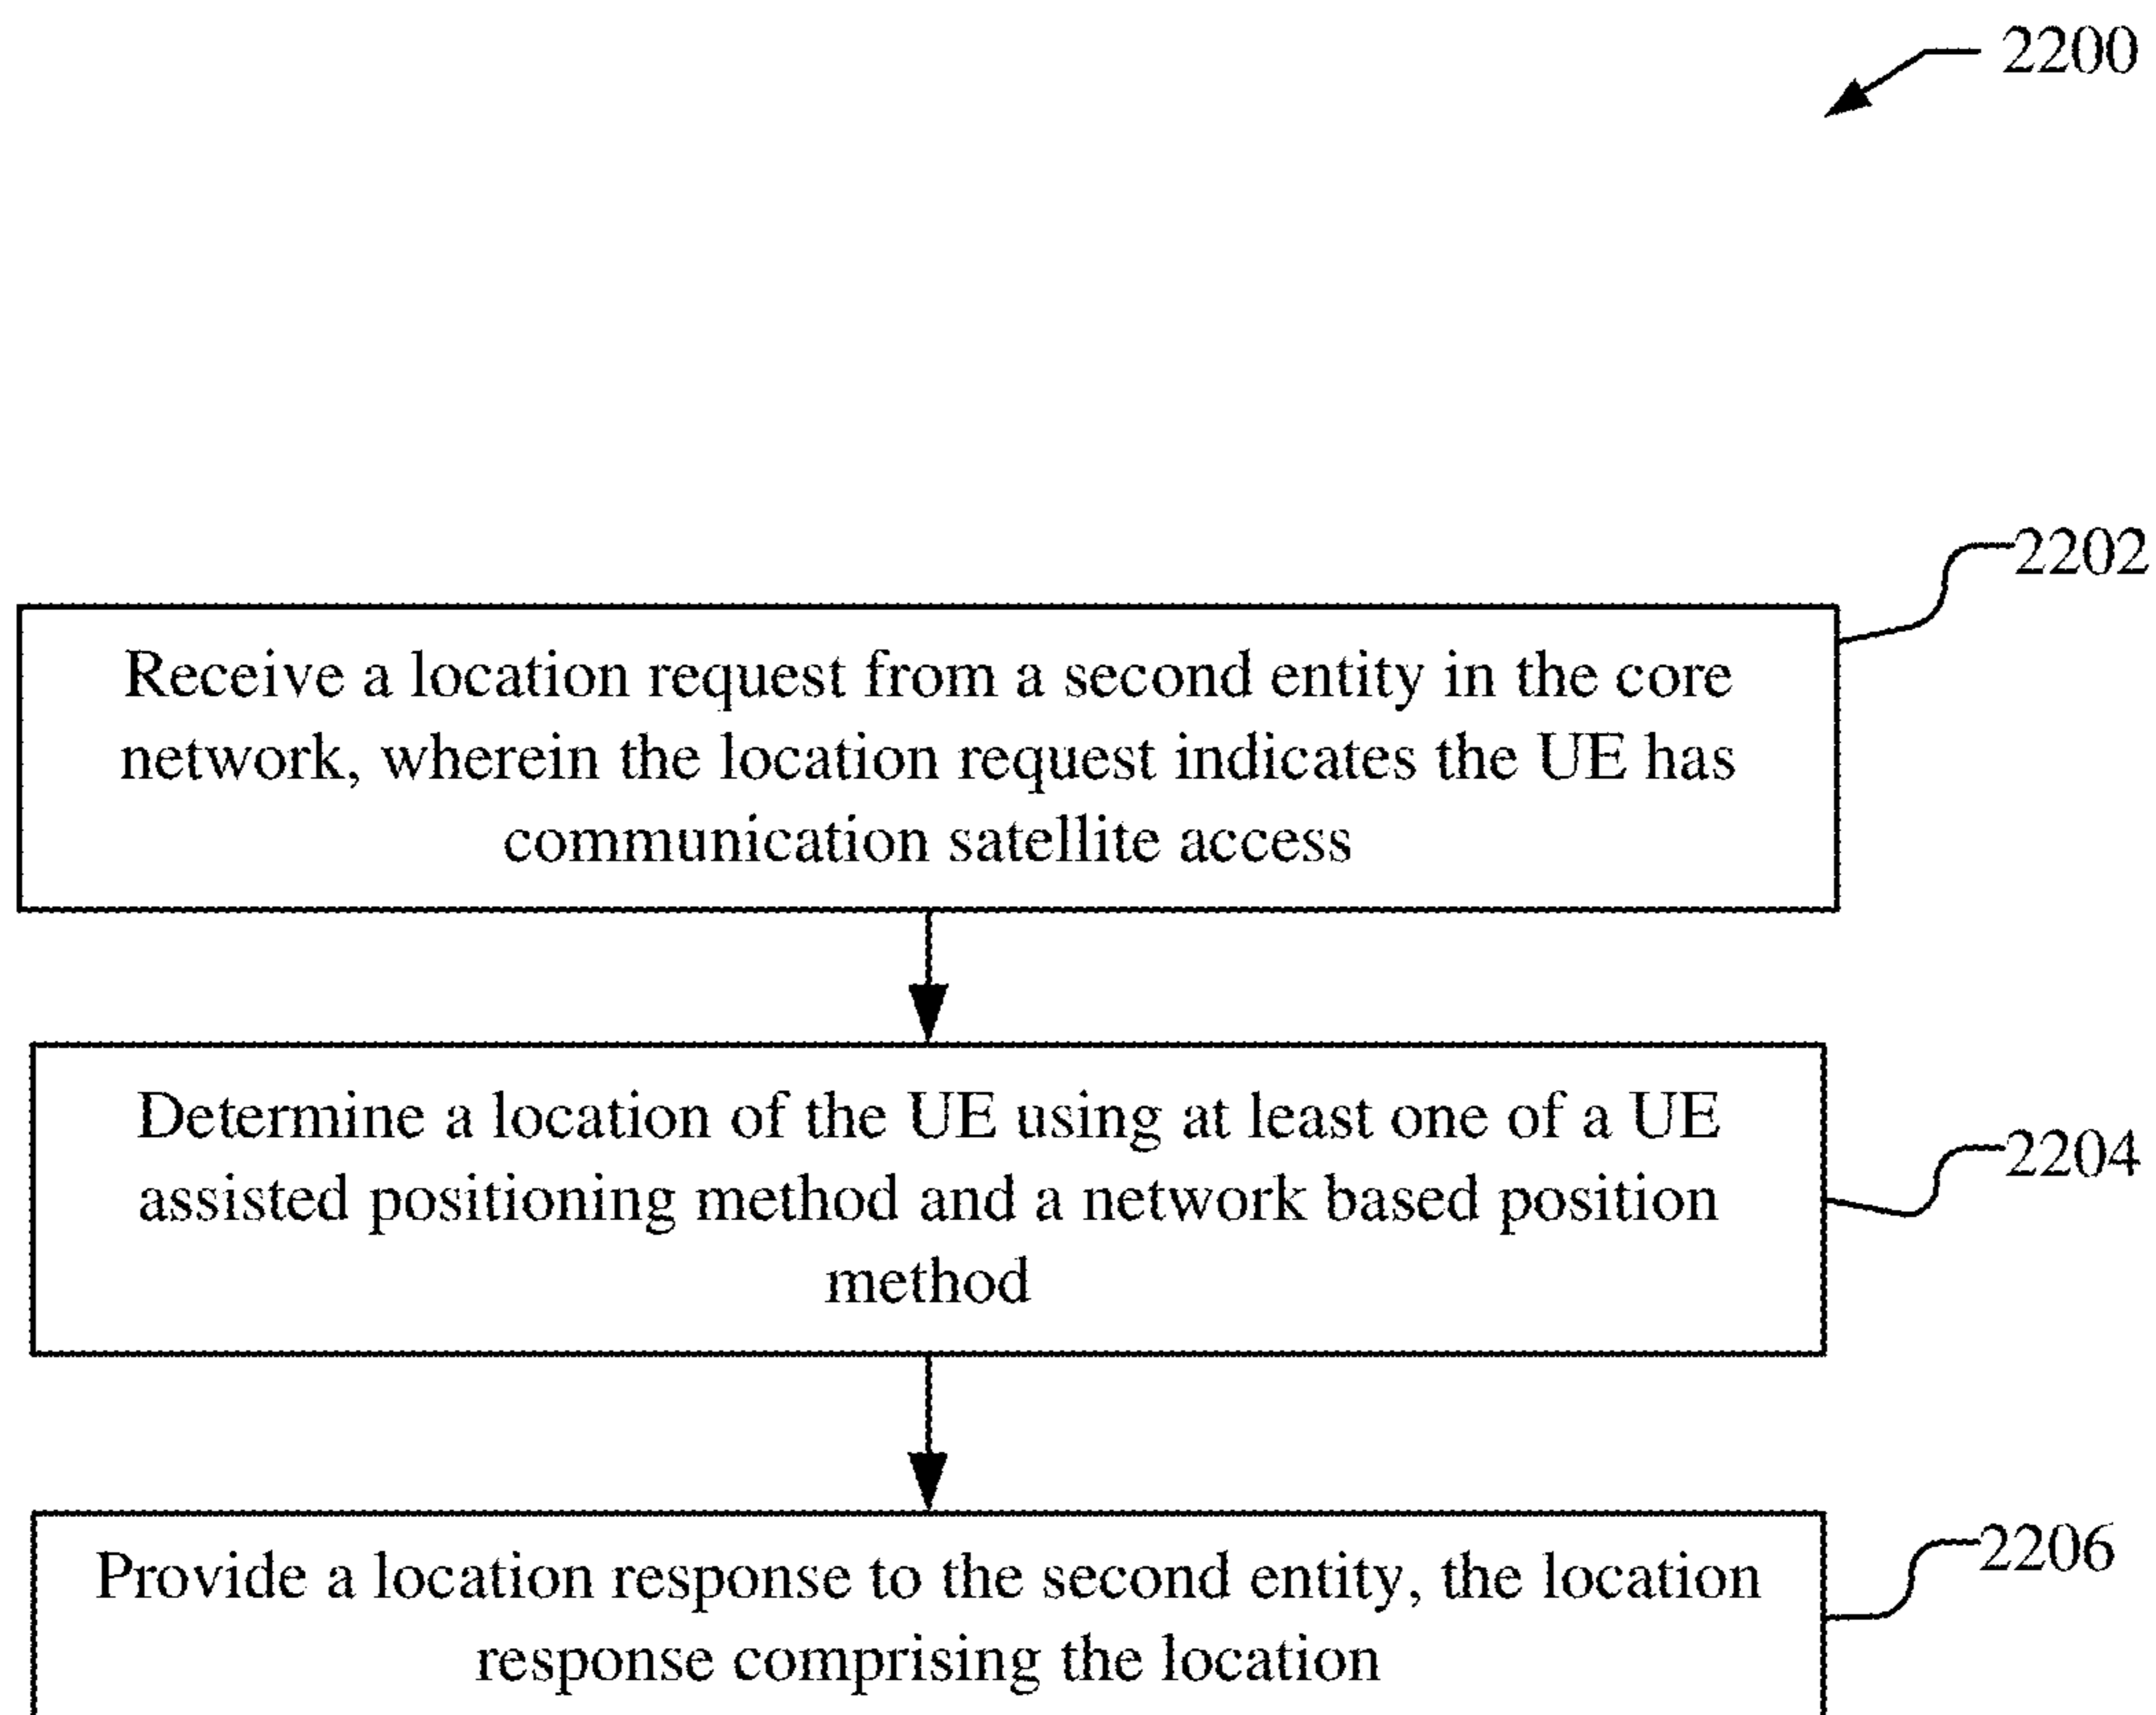 2200
2202
Receive a location request from a second entity in the core
network, wherein the location request indicates the UE has
communication satellite access
Determine a location of the UE using at least one of a UE
assisted positioning method and a network based position
method
2204
Provide a location response to the second entity, the location
response comprising the location
2206